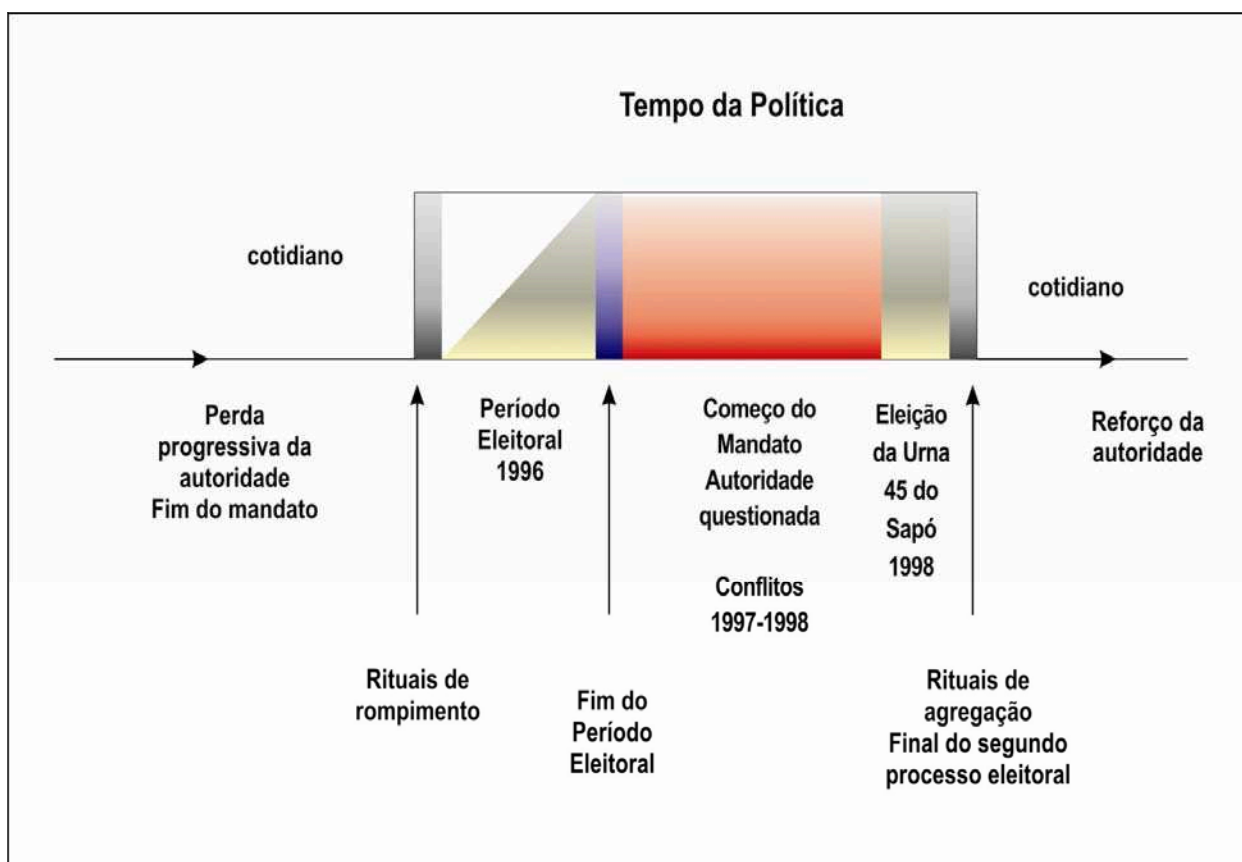 Tempo da Política
cotidiano
cotidiano
Perda
progressiva da
autoridade
Fim do mandato
Período
Eleitoral
1996
Começo do
Mandato
Autoridade
questionada
Conflitos
1997-1998
Eleição
da Urna
45 do
Sapó
1998
Reforço da
autoridade
Rituais de
rompimento
Fim do
Período
Eleitoral
Rituais de
agregação
Final do segundo
processo eleitoral